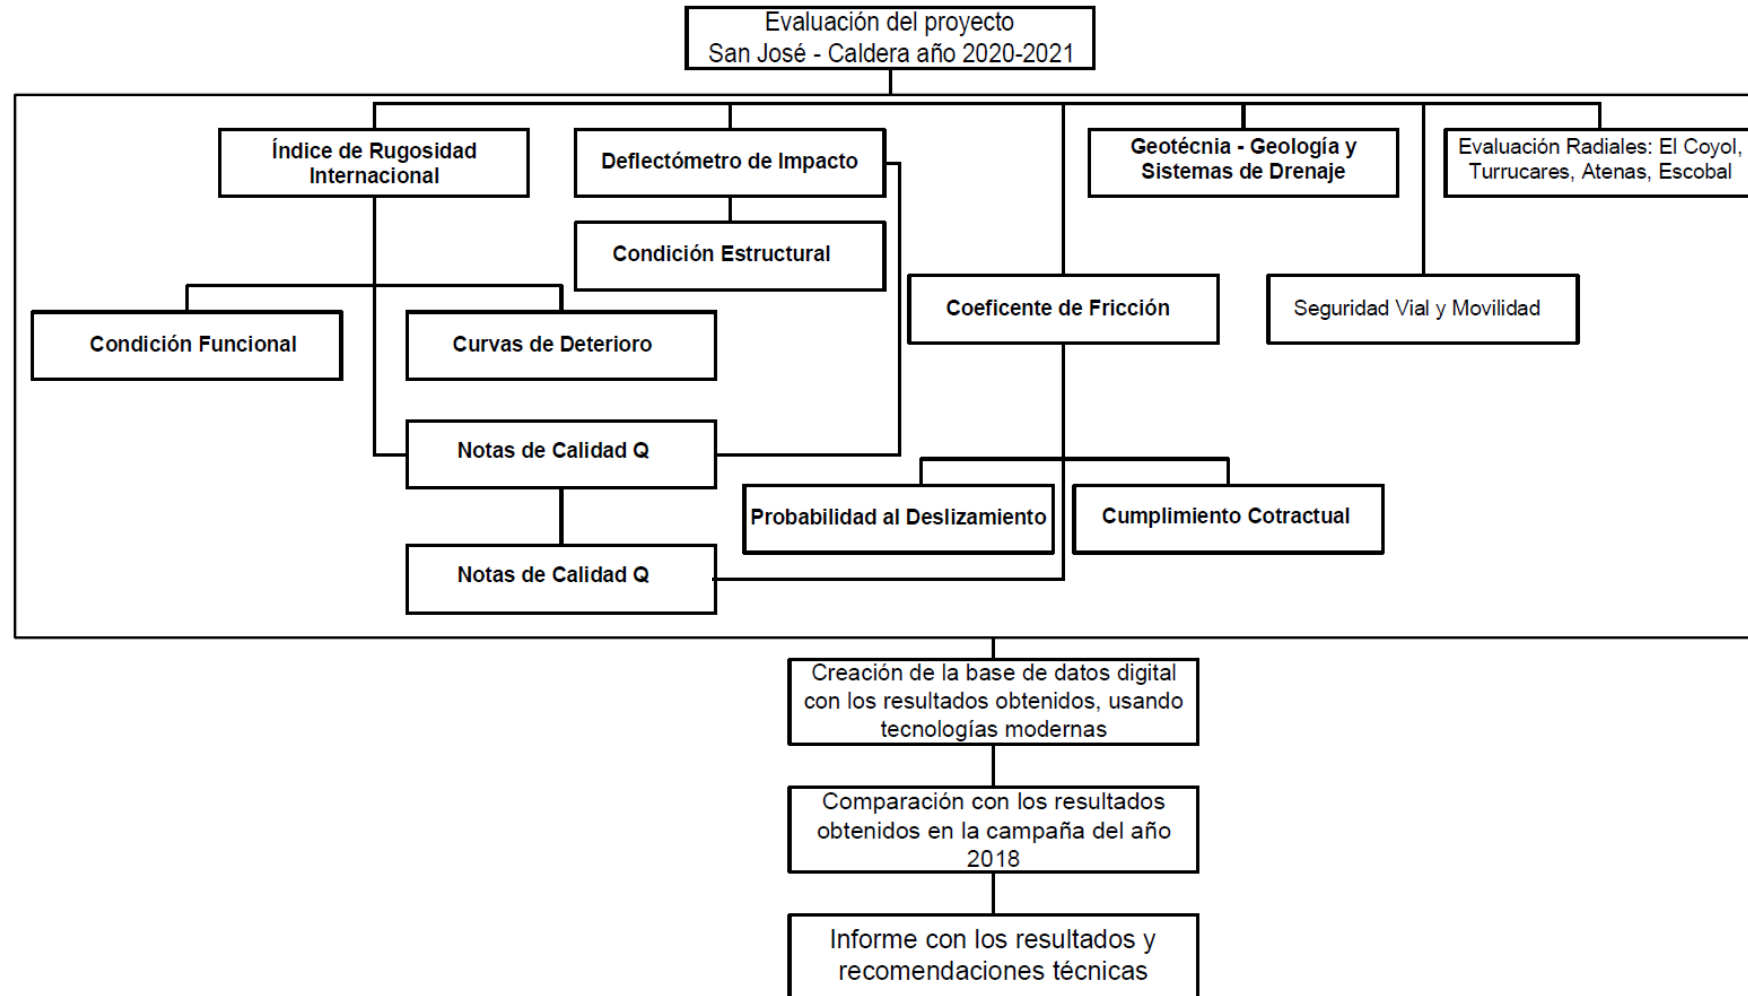 Evaluación del proyecto
San José - Caldera año 2020-2021
Índice de Rugosidad
Internacional
Deflectómetro de Impacto
Geotécnia - Geología y
Sistemas de Drenaje
Evaluación Radiales: El Coyol,
Turrucares, Atenas, Escobal
Condición Estructural
Coeficente de Fricción
Seguridad Vial y Movilidad
Condición Funcional
Curvas de Deterioro
Notas de Calidad Q
Probabilidad al Deslizamiento
Cumplimiento Cotractual
Notas de Calidad Q
Creación de la base de datos digital
con los resultados obtenidos, usando
tecnologías modernas
Comparación con los resultados
obtenidos en la campaña del año
2018
Informe con los resultados y
recomendaciones técnicas